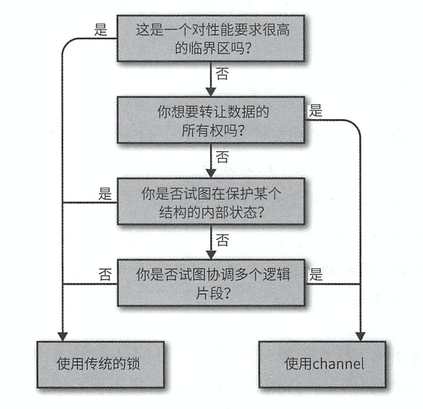 这是一个对性能要求很高
的临界区吗?
是
否
你想要转让数据的
所有权吗?
是
否
你是否试图在保护某个
结构的内部状态?
是
否
你是否试图协调多个逻辑
片段?
否
是
使用传统的锁
使用channel